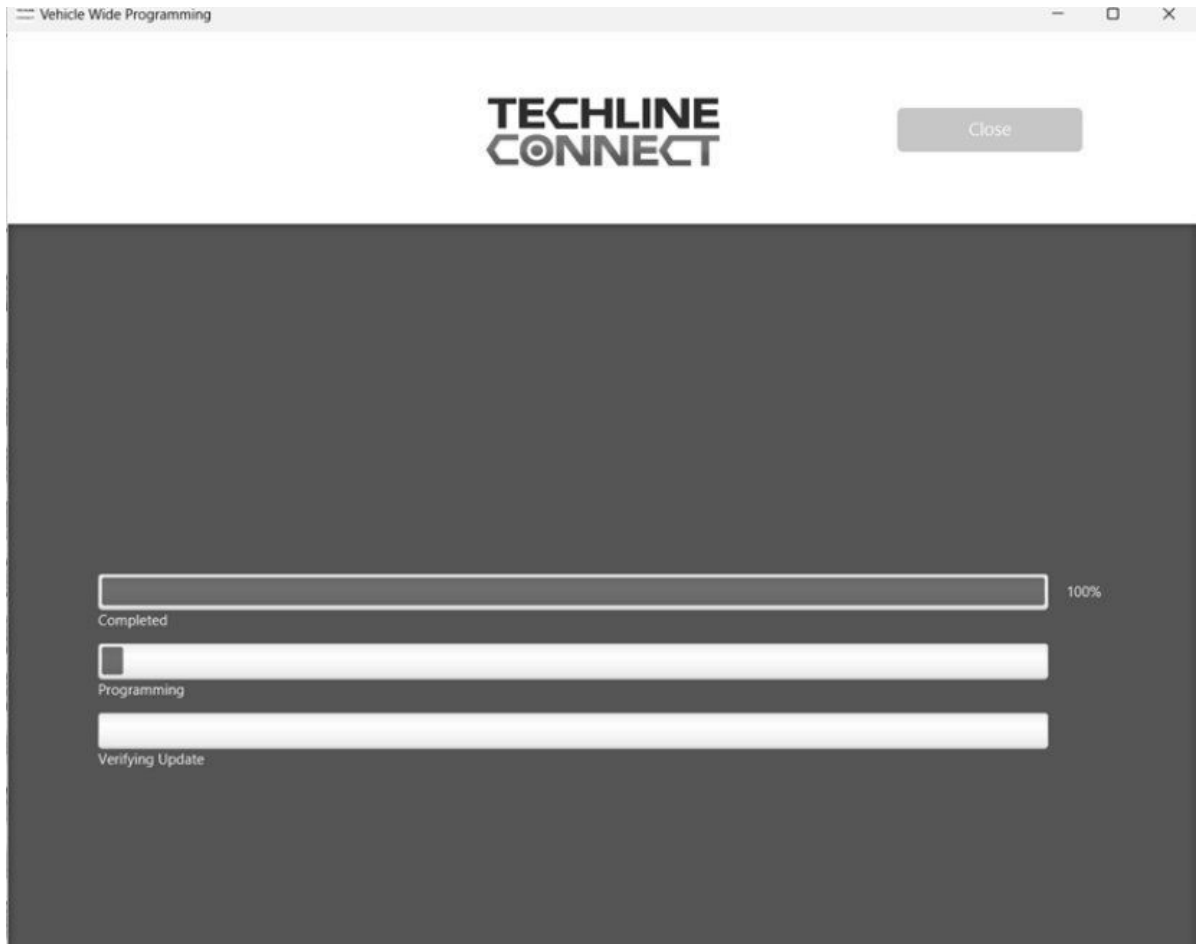 Vehicle Wide Programming
TECHLINE
CONNECT
Close
100%
Completed
Programming
Verifying Update